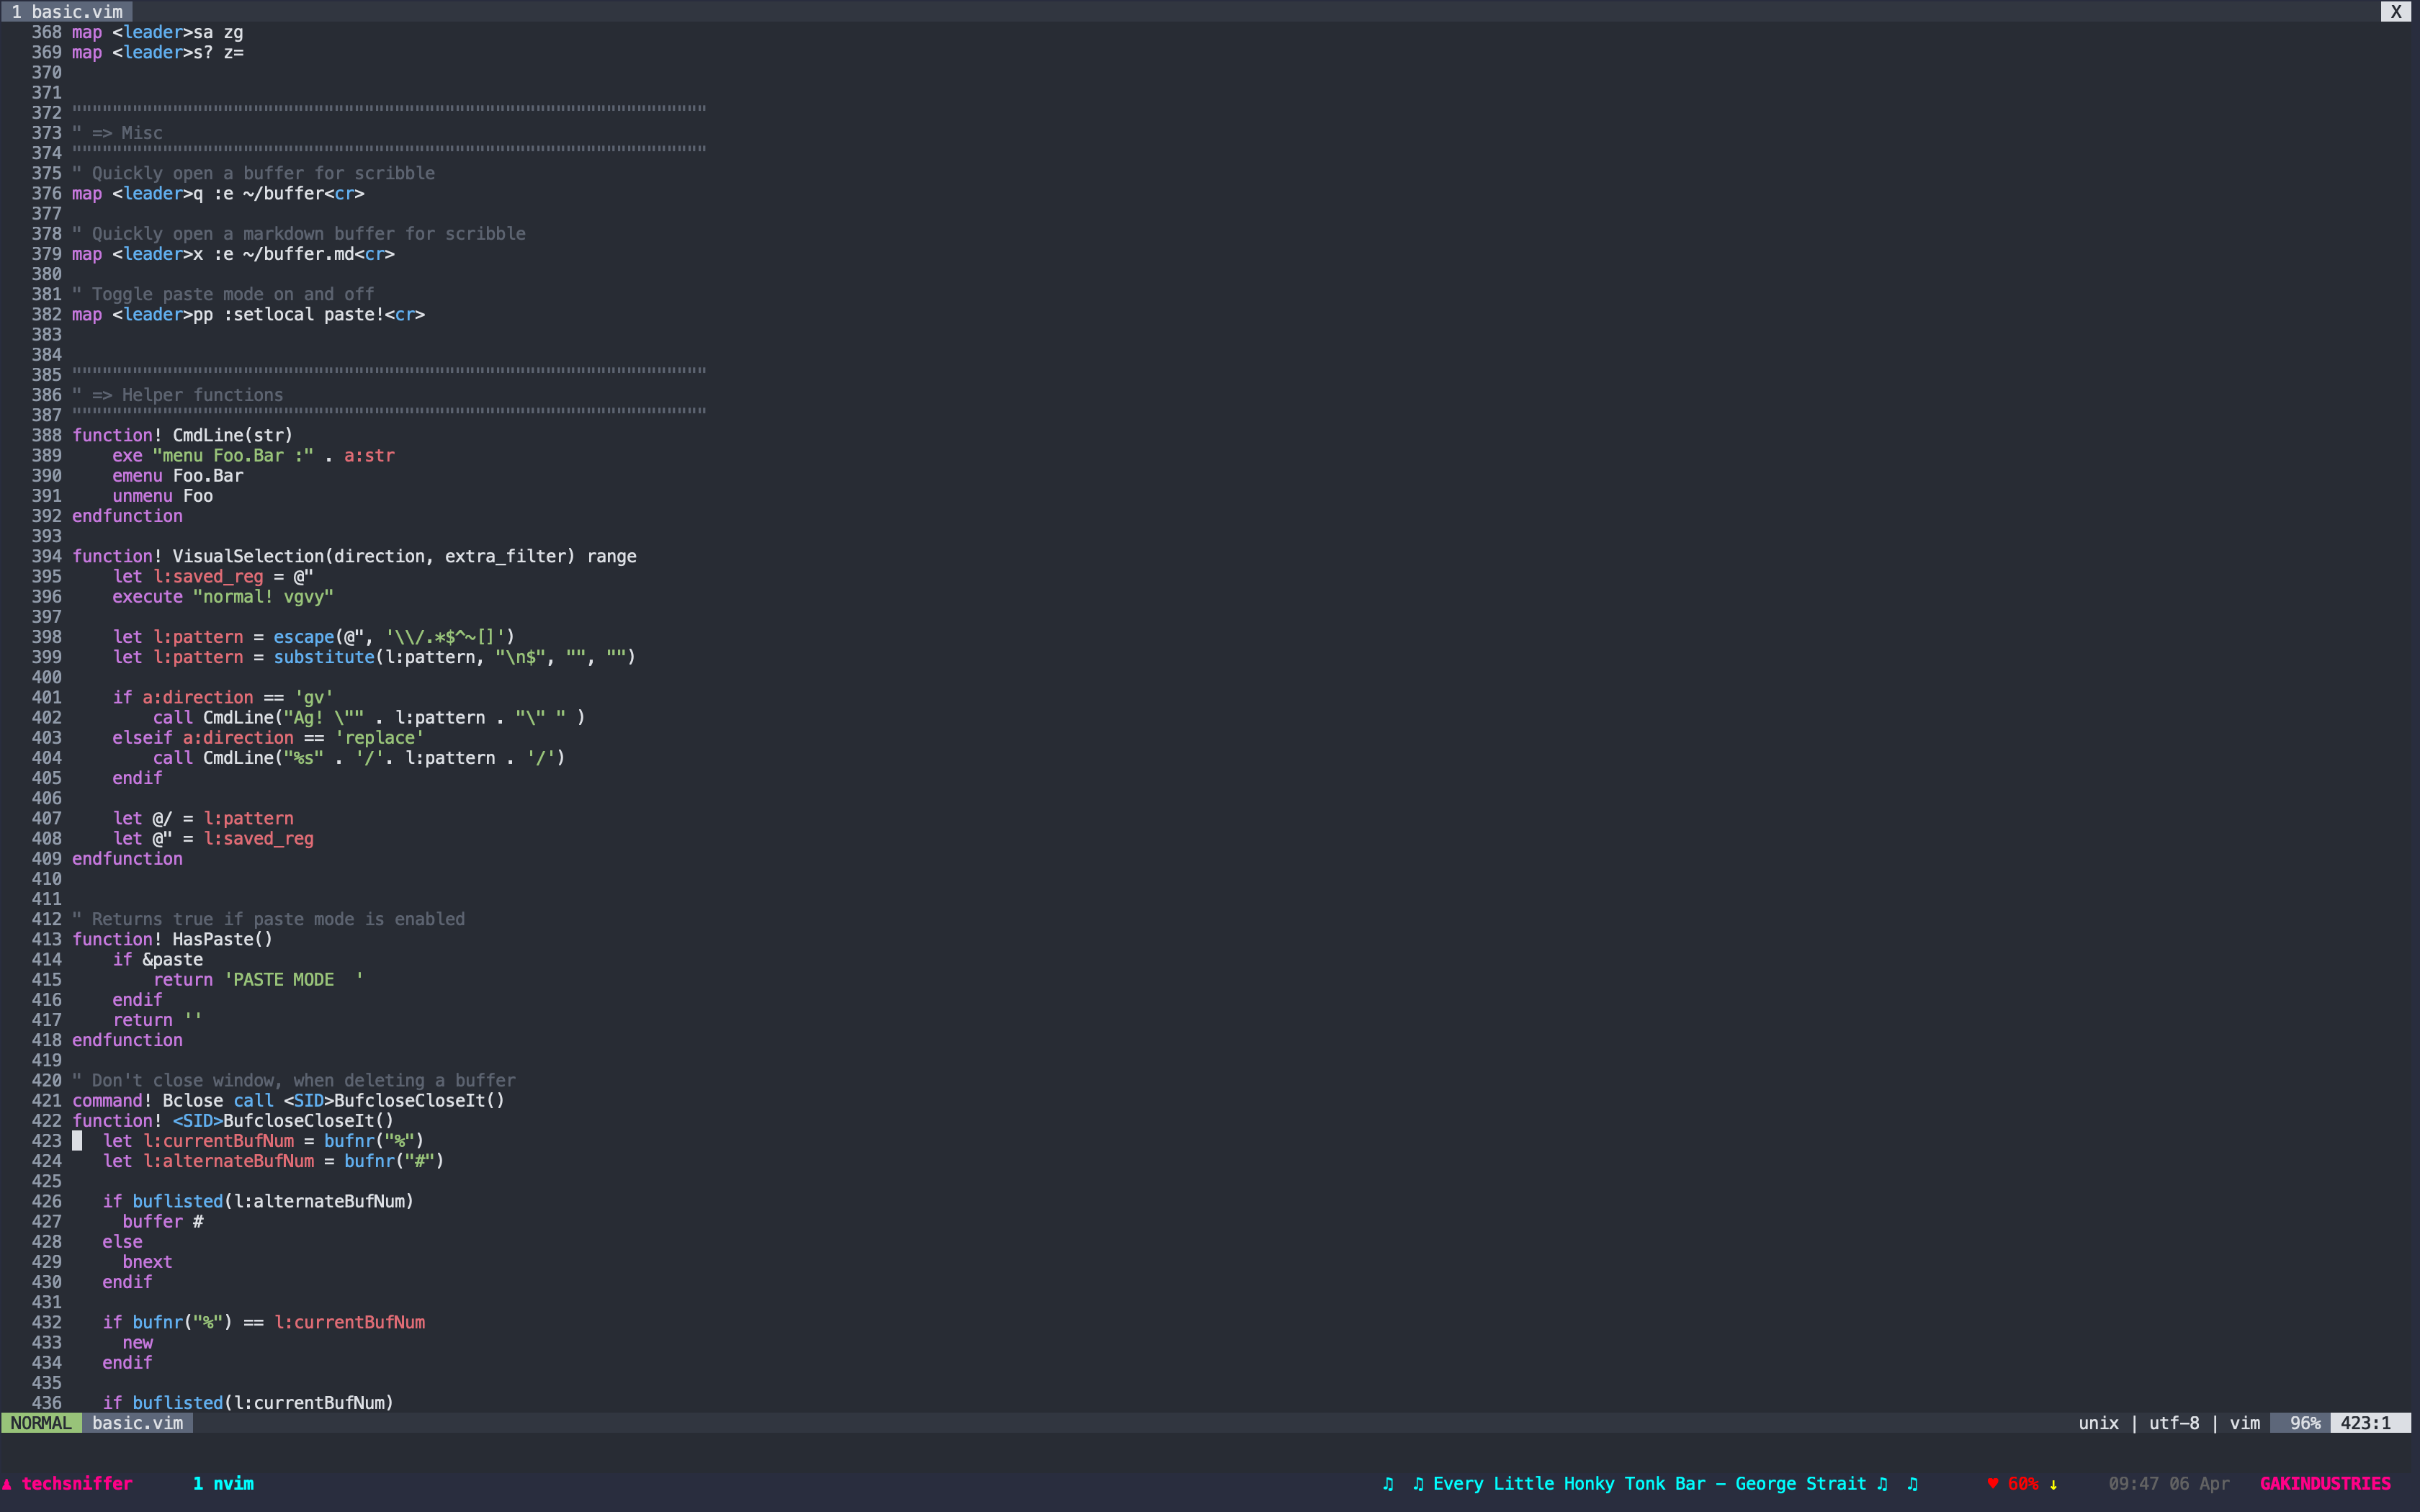 1 basic.vim X
368 map <leader>sa zg
369 map <leader>s? z=
370
371
372 """""""""""""""""""""""""""""""""""""""""""""""""""""""""""""""
373 " => Misc
374 """""""""""""""""""""""""""""""""""""""""""""""""""""""""""""""
375 " Quickly open a buffer for scribble
376 map <leader>q :e ~/buffer<cr>
377
378 " Quickly open a markdown buffer for scribble
379 map <leader>x :e ~/buffer.md<cr>
380
381 " Toggle paste mode on and off
382 map <leader>pp :setlocal paste!<cr>
383
384
385 """""""""""""""""""""""""""""""""""""""""""""""""""""""""""""""
386 " => Helper functions
387 """""""""""""""""""""""""""""""""""""""""""""""""""""""""""""""
388 function! CmdLine(str)
389     exe "menu Foo.Bar :" . a:str
390     emenu Foo.Bar
391     unmenu Foo
392 endfunction
393
394 function! VisualSelection(direction, extra_filter) range
395     let l:saved_reg = @"
396     execute "normal! vgvy"
397
398     let l:pattern = escape(@", '\\/.*$^~[]')
399     let l:pattern = substitute(l:pattern, "\n$", "", "")
400
401     if a:direction == 'gv'
402         call CmdLine("Ag! \"" . l:pattern . "\" " )
403     elseif a:direction == 'replace'
404         call CmdLine("%s" . '/'. l:pattern . '/')
405     endif
406
407     let @/ = l:pattern
408     let @" = l:saved_reg
409 endfunction
410
411
412 " Returns true if paste mode is enabled
413 function! HasPaste()
414     if &paste
415         return 'PASTE MODE  '
416     endif
417     return ''
418 endfunction
419
420 " Don't close window, when deleting a buffer
421 command! Bclose call <SID>BufcloseCloseIt()
422 function! <SID>BufcloseCloseIt()
423    let l:currentBufNum = bufnr("%")
424    let l:alternateBufNum = bufnr("#")
425
426    if buflisted(l:alternateBufNum)
427      buffer #
428    else
429      bnext
430    endif
431
432    if bufnr("%") == l:currentBufNum
433      new
434    endif
435
436    if buflisted(l:currentBufNum)
NORMAL basic.vim unix | utf-8 | vim 96% 423:1
▲ techsniffer 1 nvim ♫ ♫ Every Little Honky Tonk Bar – George Strait ♫ ♫ ♥ 60% ↓ 09:47 06 Apr GAKINDUSTRIES